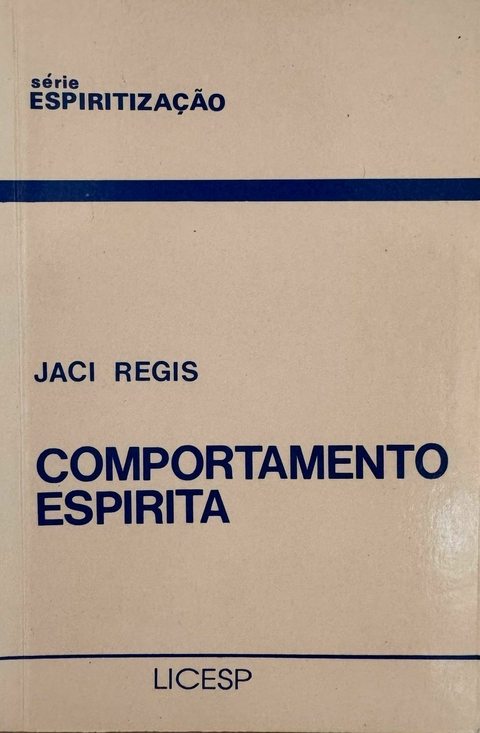 série
ESPIRITIZAÇÃO
JACI REGIS
COMPORTAMENTO
ESPIRITA
LICESP